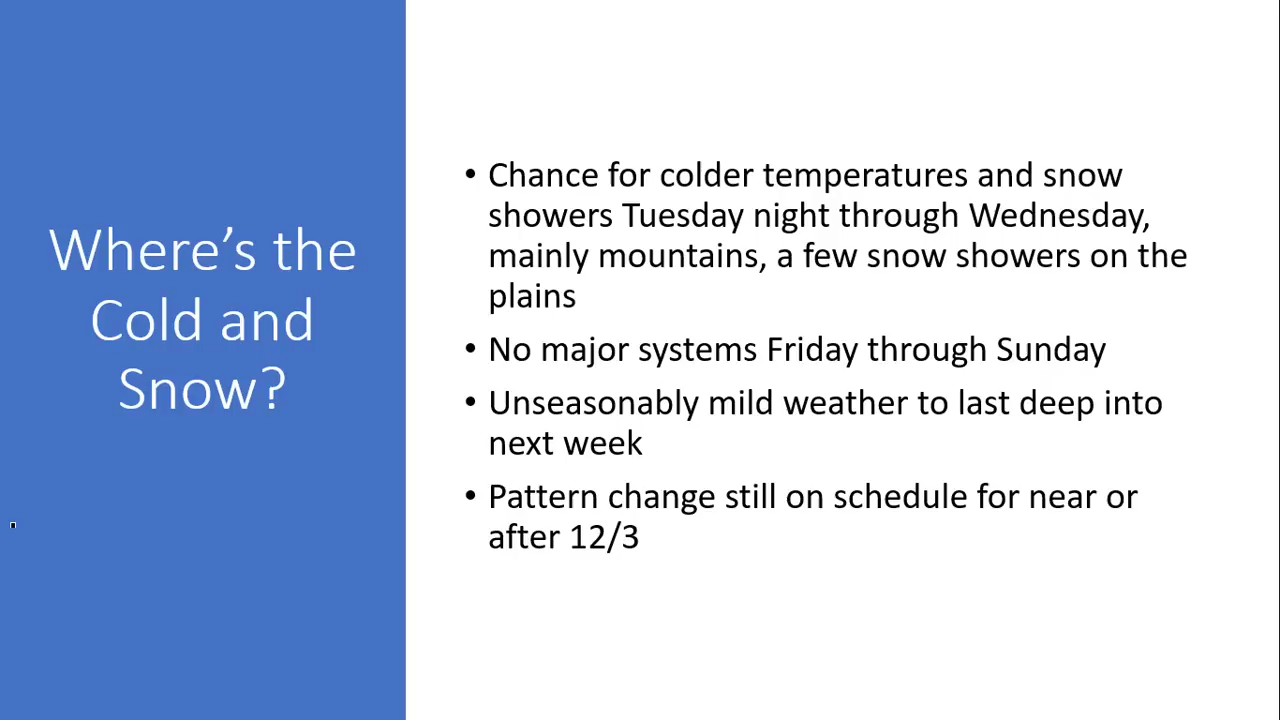 Where’s the
Cold and
Snow?
• Chance for colder temperatures and snow
showers Tuesday night through Wednesday,
mainly mountains, a few snow showers on the
plains
• No major systems Friday through Sunday
• Unseasonably mild weather to last deep into
next week
• Pattern change still on schedule for near or
after 12/3